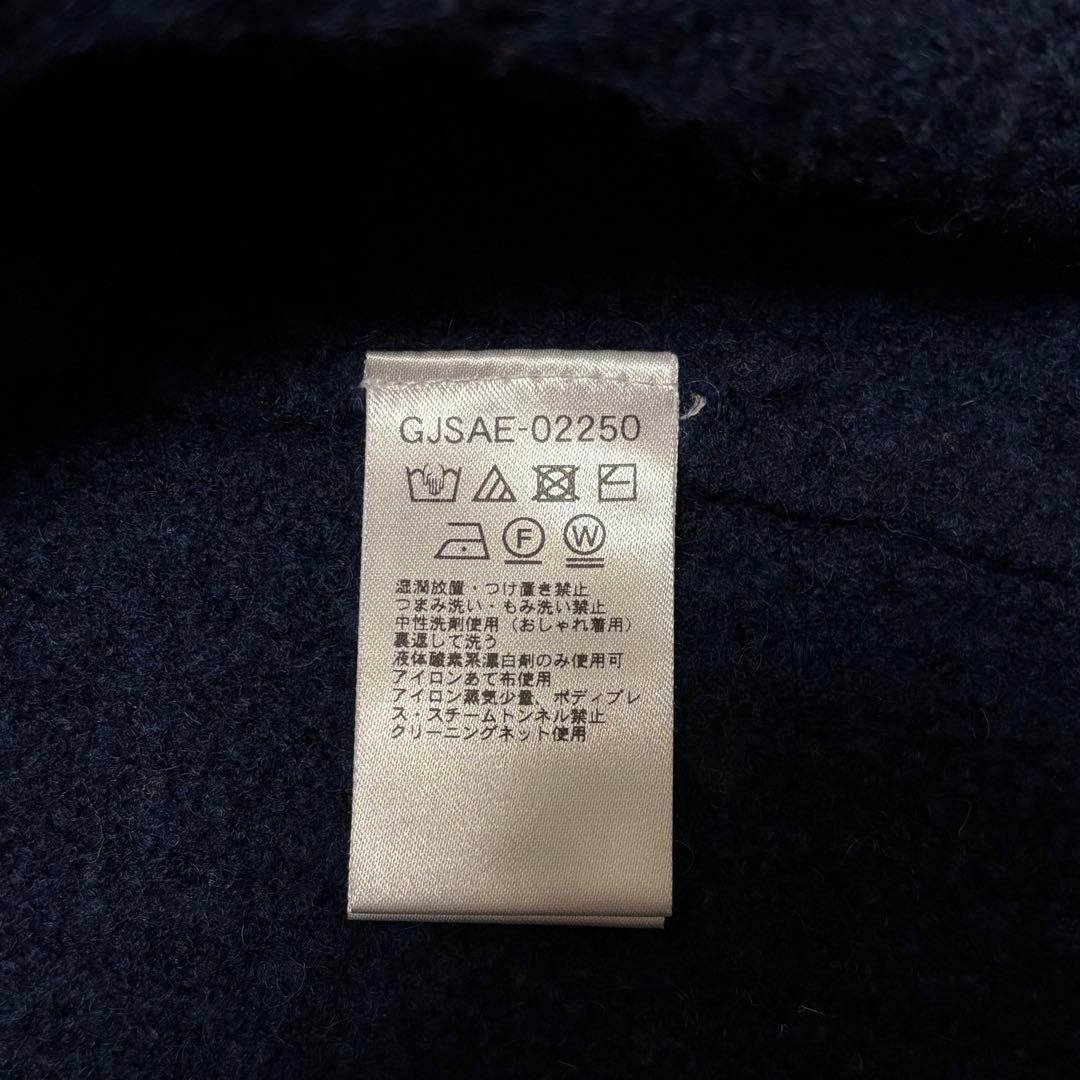 GJSAE-02250
F W
湿潤放置・つけ置き禁止
つまみ洗い・もみ洗い禁止
中性洗剤使用（おしゃれ着用）
裏返して洗う
液体酸素系漂白剤のみ使用可
アイロンあて布使用
アイロン蒸気少量、ボディプレ
ス・スチームトンネル禁止
クリーニングネット使用